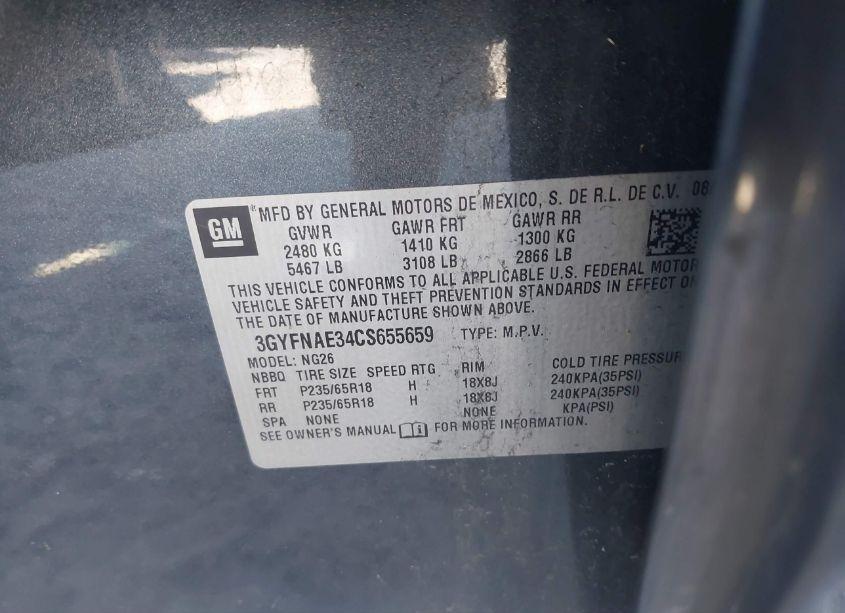 GM
® MFD BY GENERAL MOTORS DE MEXICO, S. DE R.L. DE C.V. 08
GVWR GAWR FRT GAWR RR
2480 KG 1410 KG 1300 KG
5467 LB 3108 LB 2866 LB
THIS VEHICLE CONFORMS TO ALL APPLICABLE U.S. FEDERAL MOTOR
VEHICLE SAFETY AND THEFT PREVENTION STANDARDS IN EFFECT ON
THE DATE OF MANUFACTURE SHOWN ABOVE.
3GYFNAE34CS655659 TYPE: M.P.V.
MODEL: NG26
NBBQ TIRE SIZE SPEED RTG RIM COLD TIRE PRESSUR
FRT P235/65R18 H 18X8J 240KPA(35PSI)
RR P235/65R18 H 18X8J 240KPA(35PSI)
SPA NONE NONE KPA(PSI)
SEE OWNER'S MANUAL FOR MORE INFORMATION.